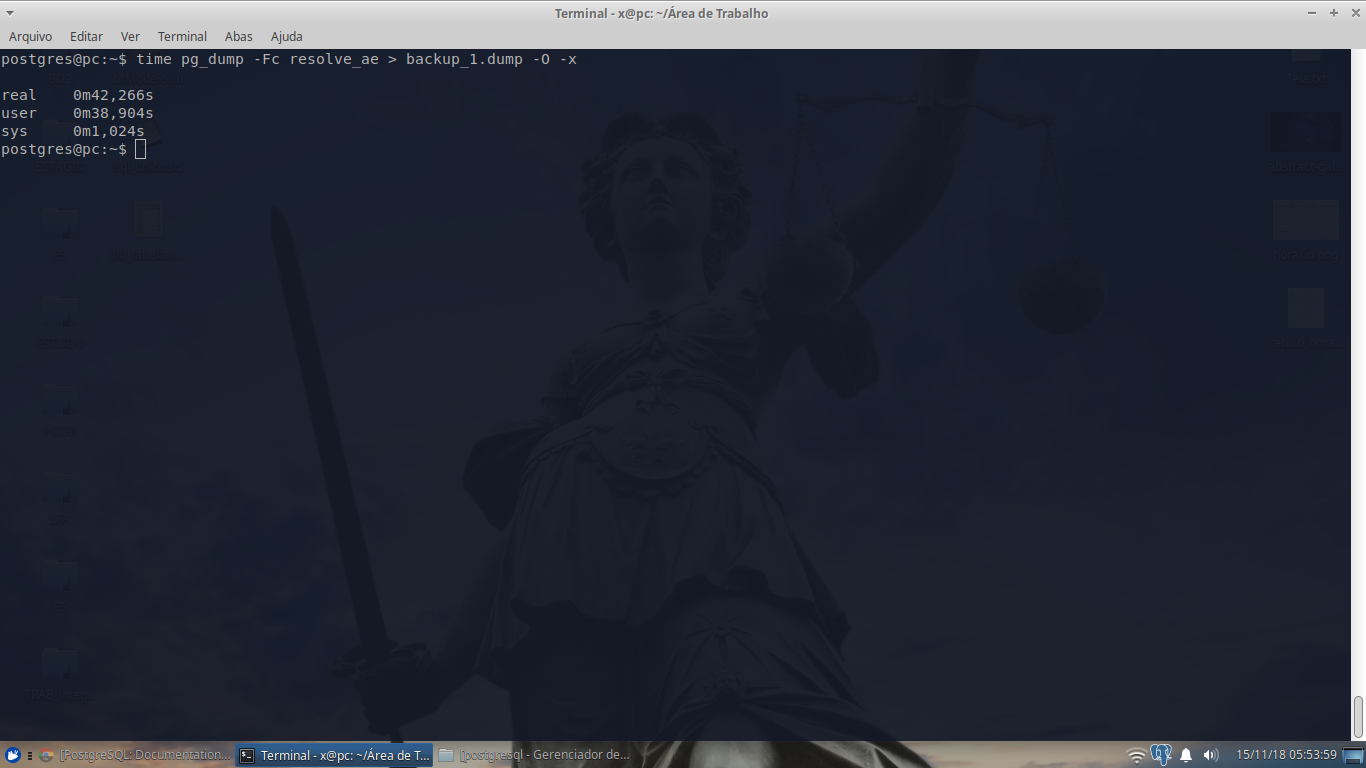 Terminal - x@pc: ~/Área de Trabalho
Arquivo Editar Ver Terminal Abas Ajuda
postgres@pc:~$ time pg_dump -Fc resolve_ae > backup_1.dump -O -x
real 0m42,266s
user 0m38,904s
sys 0m1,024s
postgres@pc:~$
[PostgreSQL: Documentation... Terminal - x@pc: ~/Área de T... [postgresql - Gerenciador de... 15/11/18 05:53:59